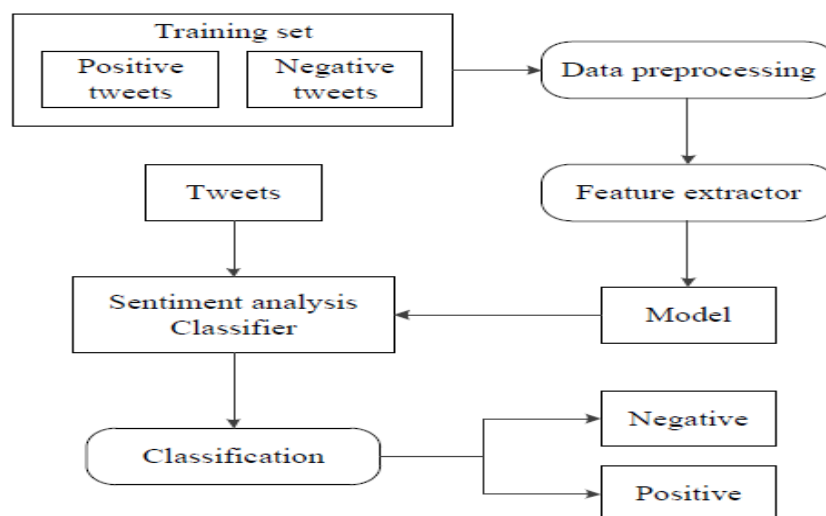 Training set
Positive
tweets
Negative
tweets
Data preprocessing
Tweets
Feature extractor
Sentiment analysis
Classifier
Model
Classification
Negative
Positive